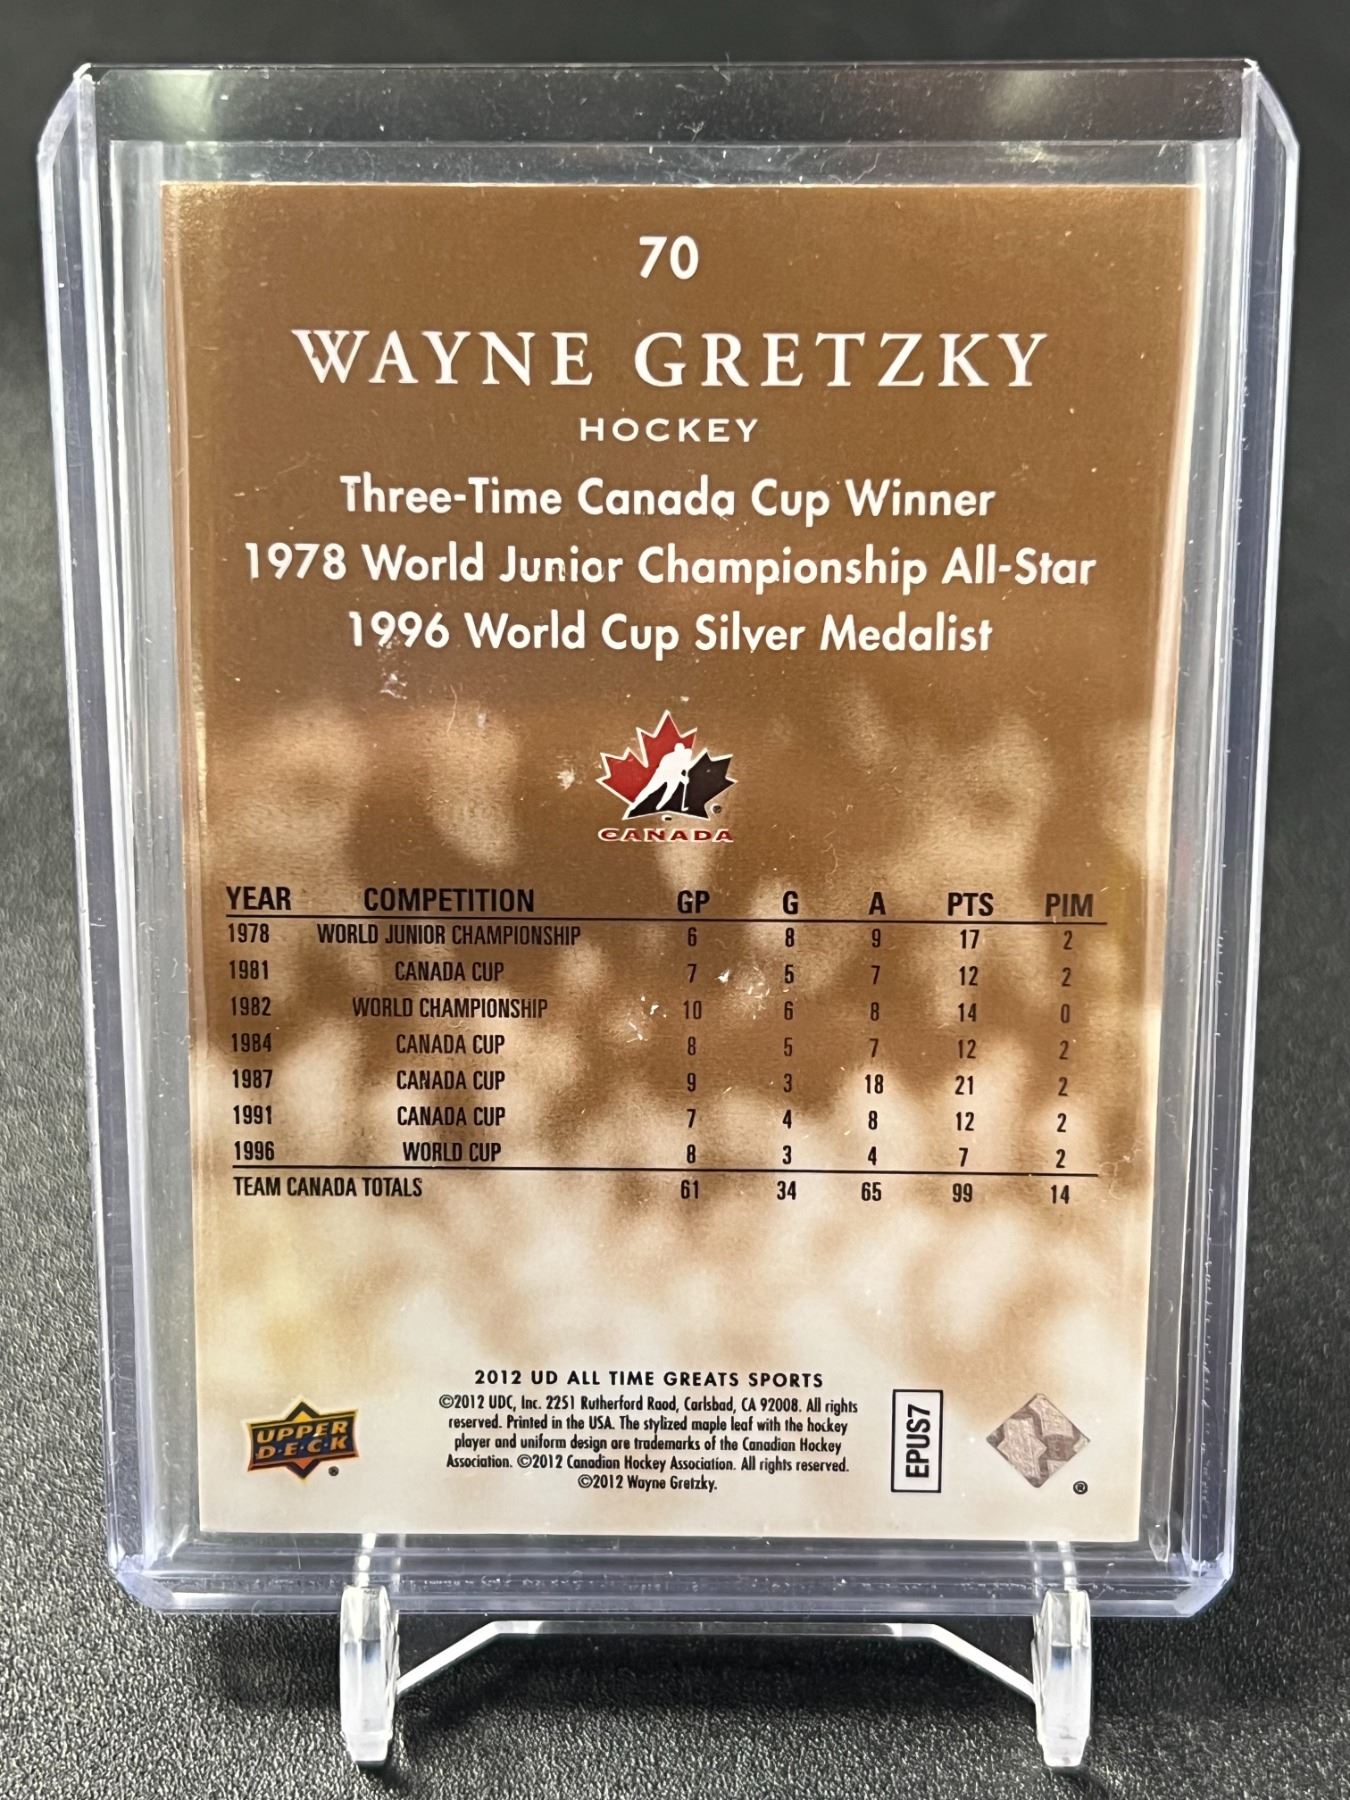 70
WAYNE GRETZKY
HOCKEY
Three-Time Canada Cup Winner
1978 World Junior Championship All-Star
1996 World Cup Silver Medalist
CANADA
YEAR COMPETITION GP G A PTS PIM
1978 WORLD JUNIOR CHAMPIONSHIP 6 8 9 17 2
1981 CANADA CUP 7 5 7 12 2
1982 WORLD CHAMPIONSHIP 10 6 8 14 0
1984 CANADA CUP 8 5 7 12 2
1987 CANADA CUP 9 3 18 21 2
1991 CANADA CUP 7 4 8 12 2
1996 WORLD CUP 8 3 4 7 2
TEAM CANADA TOTALS 61 34 65 99 14
2012 UD ALL TIME GREATS SPORTS
©2012 UDC, Inc. 2251 Rutherford Road, Carlsbad, CA 92008. All rights
reserved. Printed in the USA. The stylized maple leaf with the hockey
player and uniform design are trademarks of the Canadian Hockey
Association. ©2012 Canadian Hockey Association. All rights reserved.
©2012 Wayne Gretzky.
UPPER
D·E·C·K
®
EPUS7
®